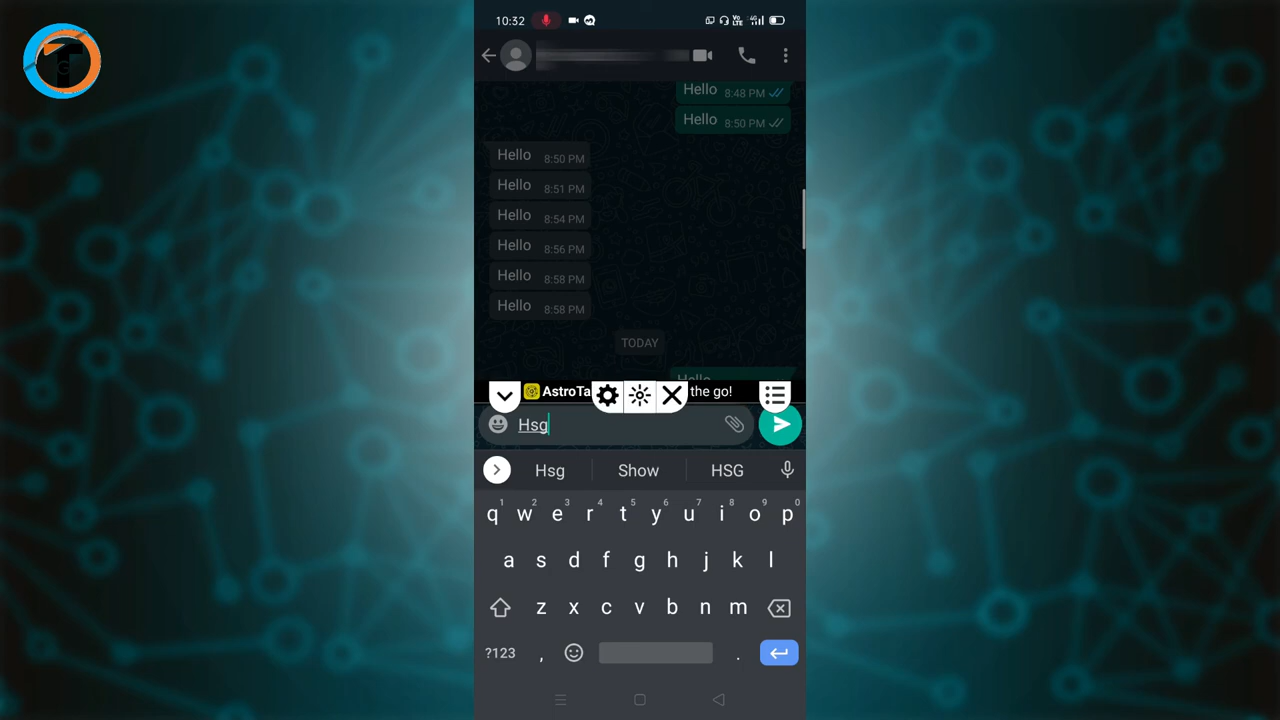 10:32
Hello 8:48 PM
Hello 8:50 PM
Hello 8:50 PM
Hello 8:51 PM
Hello 8:54 PM
Hello 8:56 PM
Hello 8:58 PM
Hello 8:58 PM
TODAY
Hello
AstroTa the go!
Hsg
Hsg Show HSG
1 2 3 4 5 6 7 8 9 0
q w e r t y u i o p
a s d f g h j k l
z x c v b n m
?123 , .